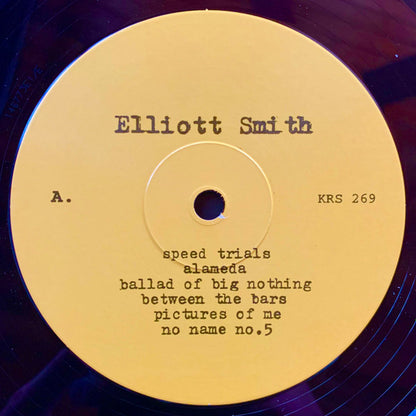 Elliott Smith
A.
KRS 269
speed trials
alameda
ballad of big nothing
between the bars
pictures of me
no name no.5